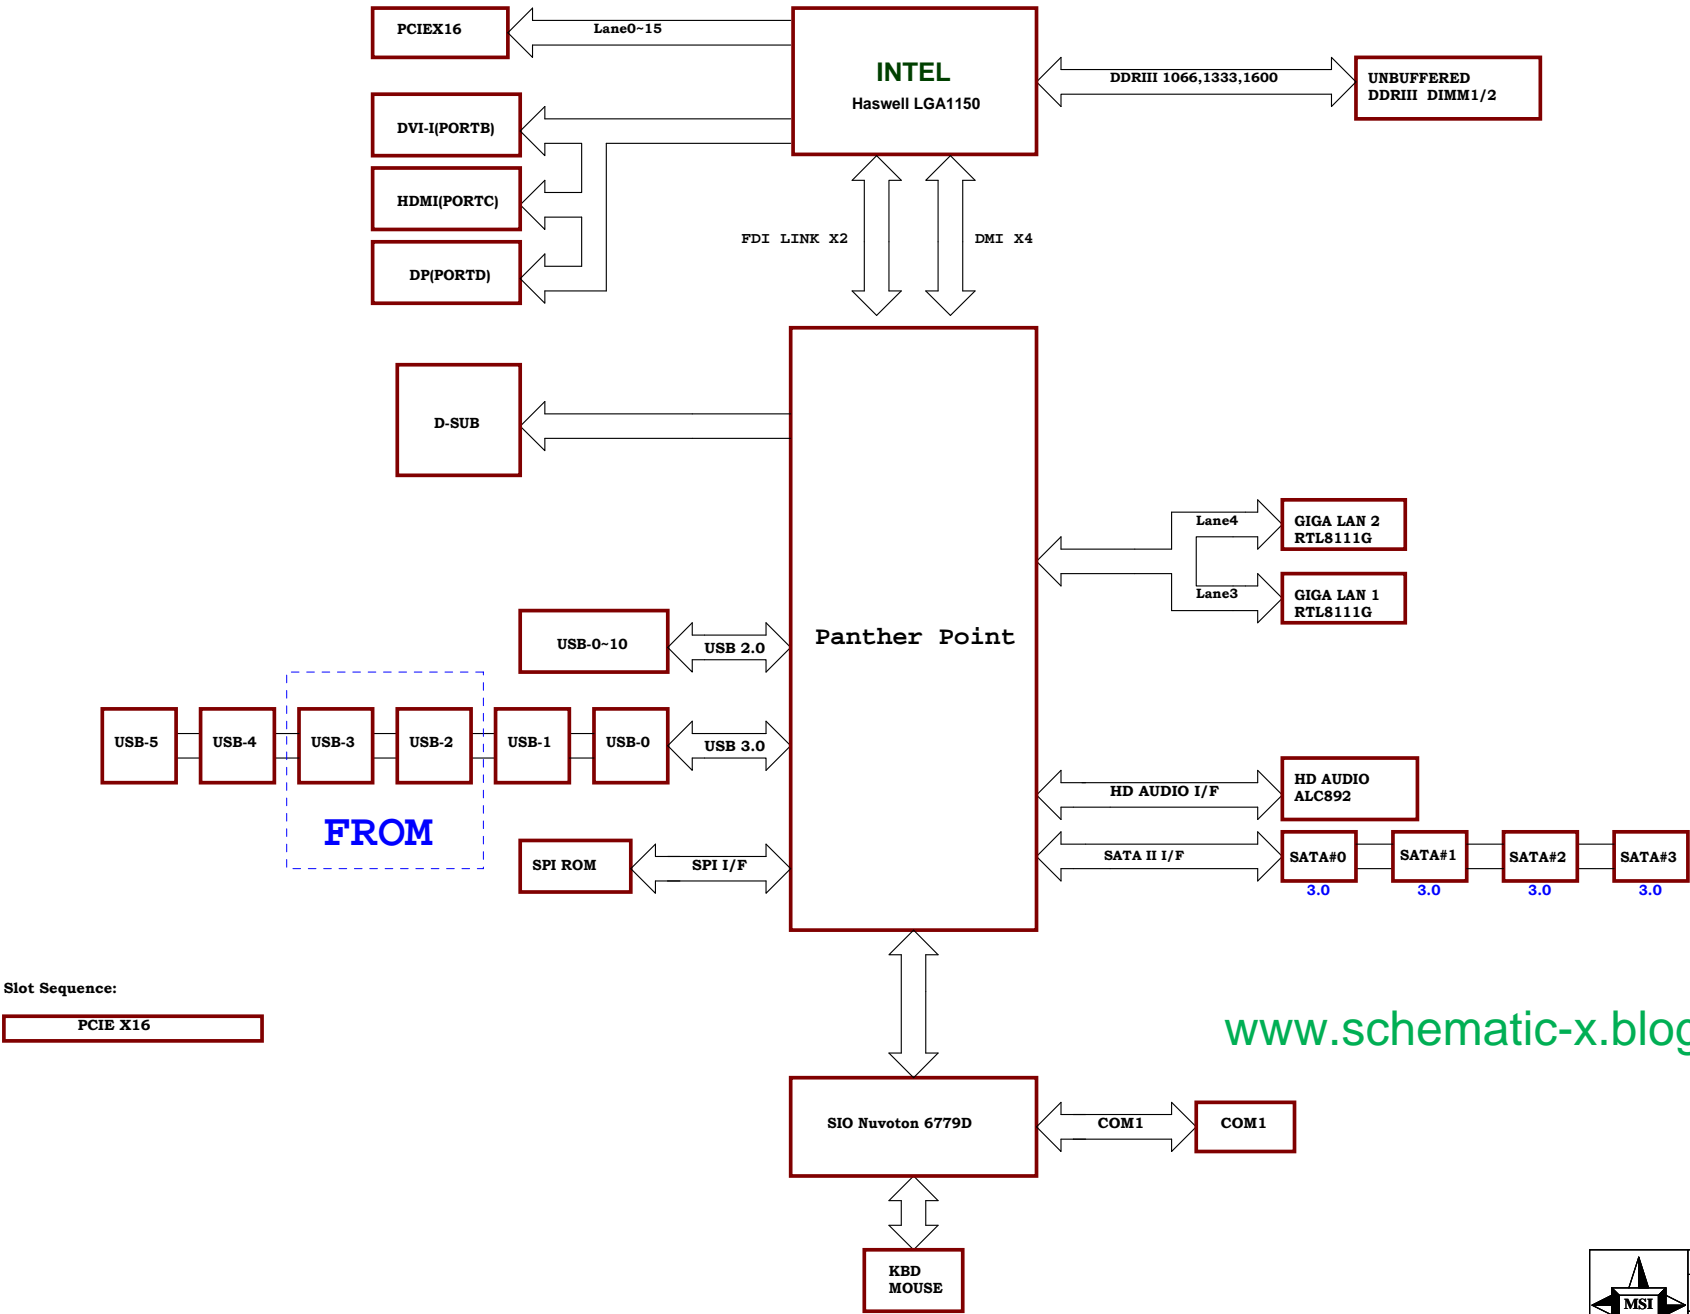 PCIEX16
Lane0~15
INTEL
Haswell LGA1150
DDRIII 1066,1333,1600
UNBUFFERED
DDRIII DIMM1/2
DVI-I(PORTB)
HDMI(PORTC)
DP(PORTD)
FDI LINK X2
DMI X4
D-SUB
Panther Point
Lane4
GIGA LAN 2
RTL8111G
Lane3
GIGA LAN 1
RTL8111G
USB-0~10
USB 2.0
USB-5
USB-4
USB-3
USB-2
USB-1
USB-0
USB 3.0
FROM
HD AUDIO I/F
HD AUDIO
ALC892
SPI ROM
SPI I/F
SATA II I/F
SATA#0
SATA#1
SATA#2
SATA#3
3.0
3.0
3.0
3.0
Slot Sequence:
PCIE X16
www.schematic-x.blog
SIO Nuvoton 6779D
COM1
COM1
KBD
MOUSE
MSI